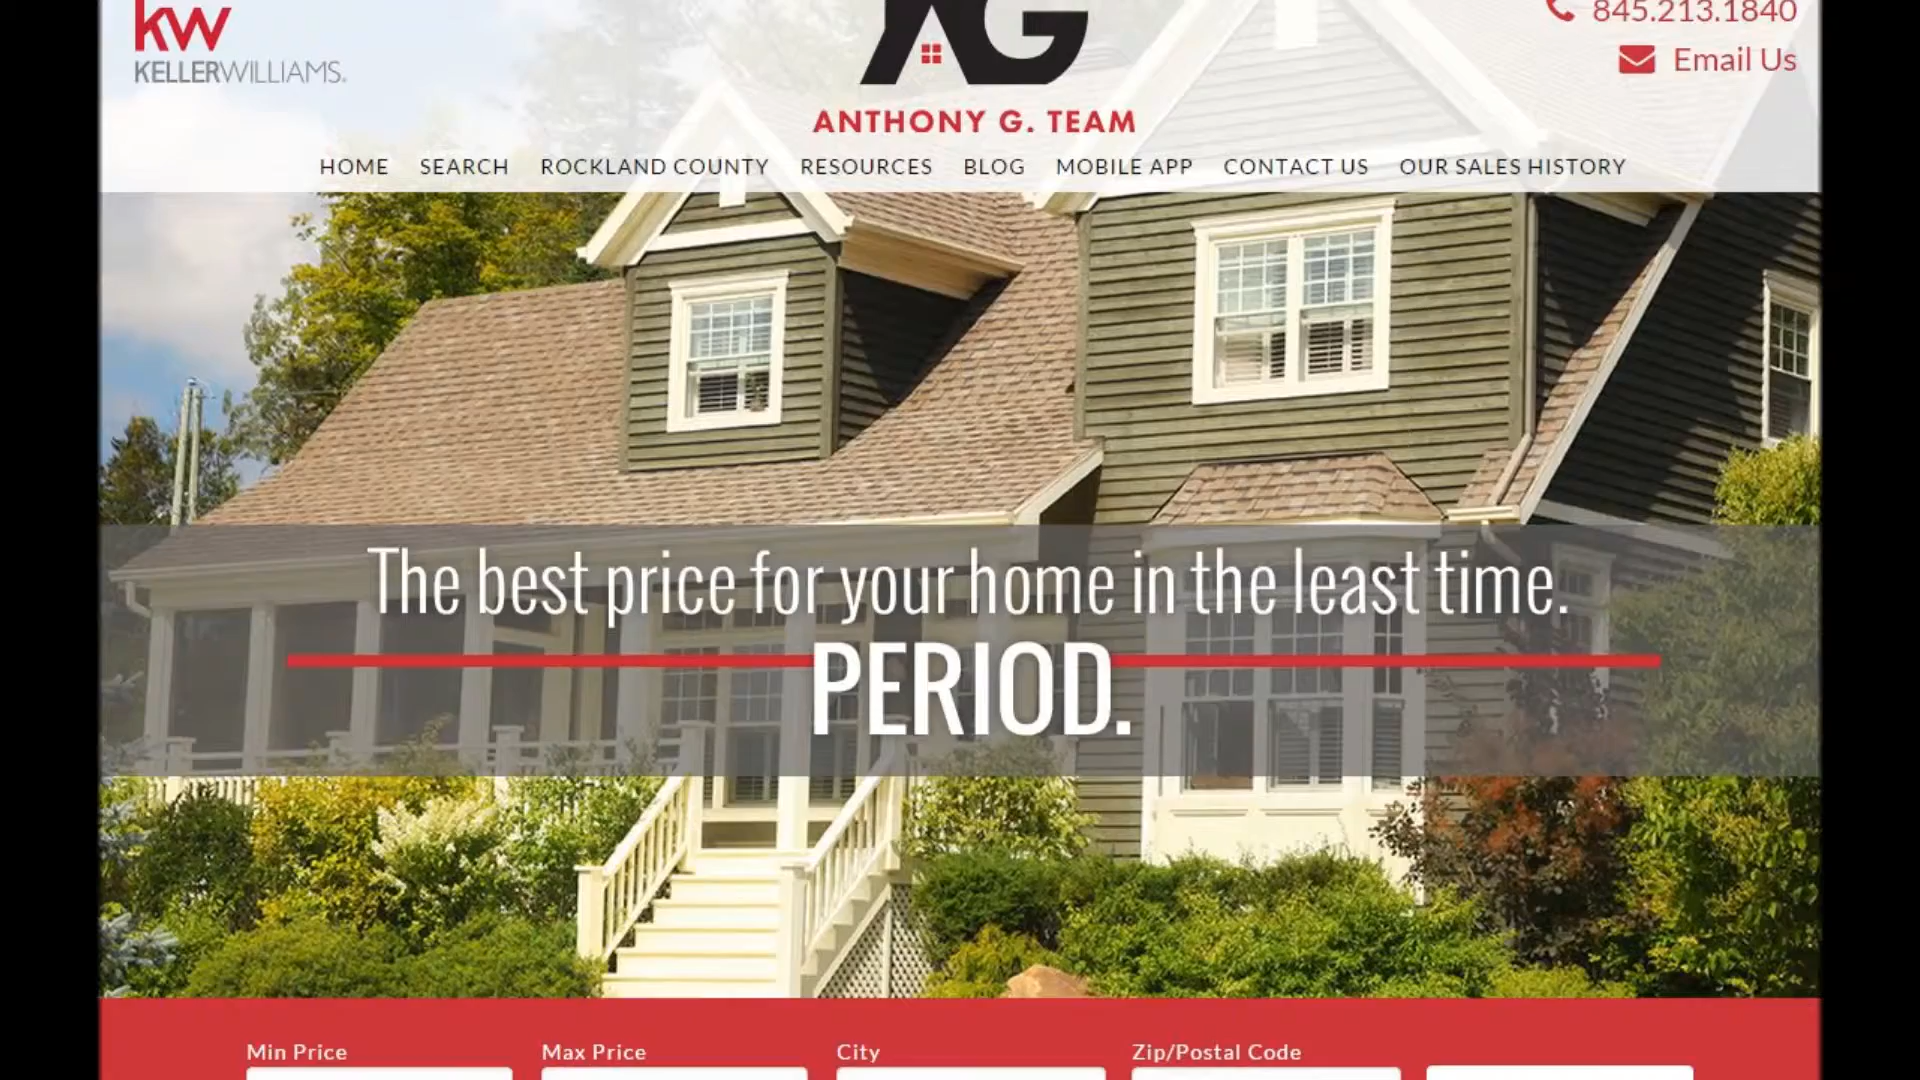 kw
KELLERWILLIAMS.
AG
ANTHONY G. TEAM
845.213.1840
Email Us
HOME SEARCH ROCKLAND COUNTY RESOURCES BLOG MOBILE APP CONTACT US OUR SALES HISTORY
The best price for your home in the least time.
PERIOD.
Min Price Max Price City Zip/Postal Code